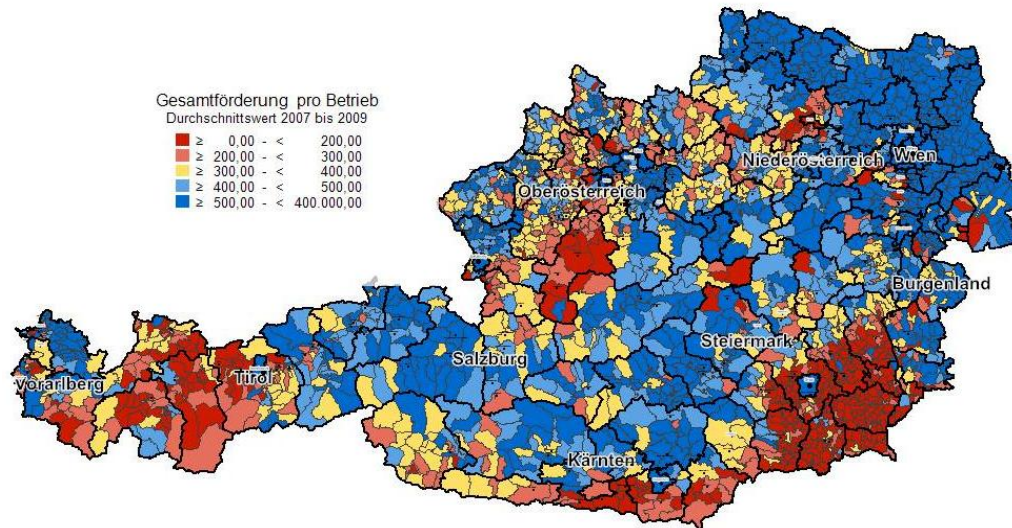 Gesamtförderung pro Betrieb
Durchschnittswert 2007 bis 2009
≥ 0,00 - < 200,00
≥ 200,00 - < 300,00
≥ 300,00 - < 400,00
≥ 400,00 - < 500,00
≥ 500,00 - < 400.000,00
Niederösterreich
Wien
Oberösterreich
Burgenland
Steiermark
Salzburg
Vorarlberg
Tirol
Kärnten